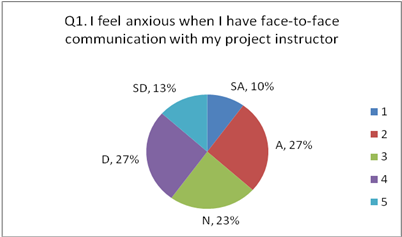 Q1. I feel anxious when I have face-to-face
communication with my project instructor
SD, 13%
SA, 10%
A, 27%
N, 23%
D, 27%
1
2
3
4
5